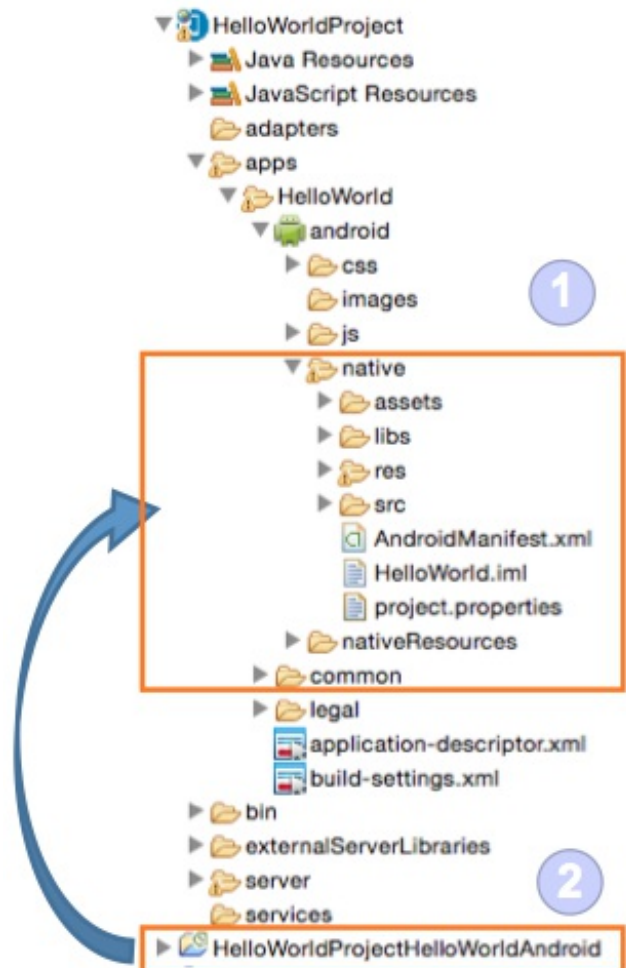 HelloWorldProject
Java Resources
JavaScript Resources
adapters
apps
HelloWorld
android
css
images
1
js
native
assets
libs
res
src
AndroidManifest.xml
HelloWorld.iml
project.properties
nativeResources
common
legal
application-descriptor.xml
build-settings.xml
bin
externalServerLibraries
server
2
services
HelloWorldProjectHelloWorldAndroid